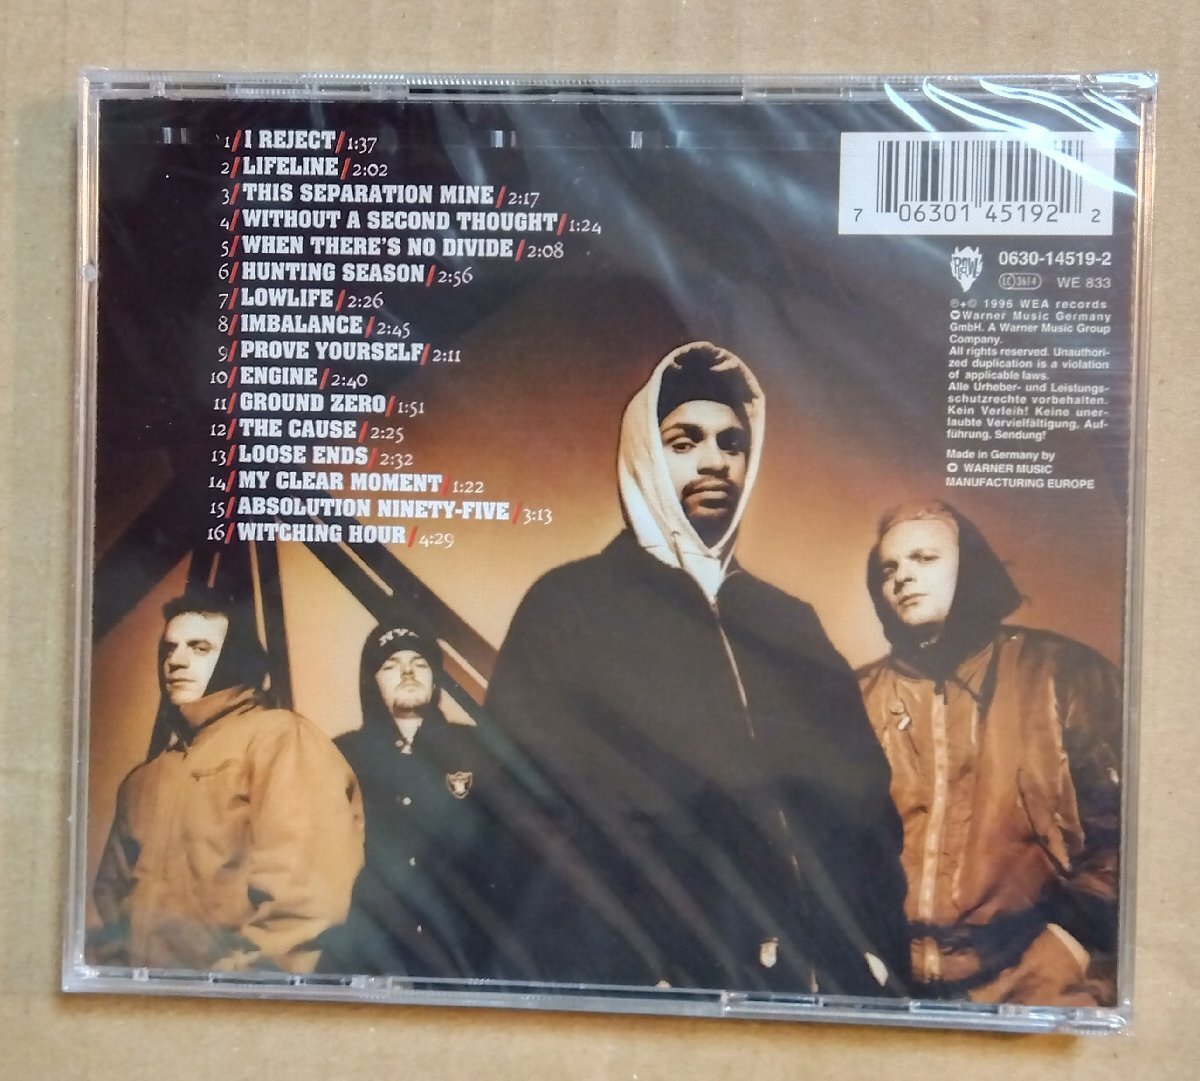 1/I REJECT/1:37
2/LIFELINE/2:02
3/THIS SEPARATION MINE/2:17
4/WITHOUT A SECOND THOUGHT/1:24
5/WHEN THERE'S NO DIVIDE/2:08
6/HUNTING SEASON/2:56
7/LOWLIFE/2:26
8/IMBALANCE/2:45
9/PROVE YOURSELF/2:11
10/ENGINE/2:40
11/GROUND ZERO/1:51
12/THE CAUSE/2:25
13/LOOSE ENDS/2:32
14/MY CLEAR MOMENT/1:22
15/ABSOLUTION NINETY-FIVE/3:13
16/WITCHING HOUR/4:29
7 06301 45192 2
RAW 0630-14519-2
LC 3614 WE 833
℗+© 1996 WEA records
Warner Music Germany
GmbH. A Warner Music Group
Company.
All rights reserved. Unauthori-
zed duplication is a violation
of applicable laws.
Alle Urheber- und Leistungs-
schutzrechte vorbehalten.
Kein Verleih! Keine uner-
laubte Vervielfältigung, Auf-
führung, Sendung!
Made in Germany by
WARNER MUSIC
MANUFACTURING EUROPE